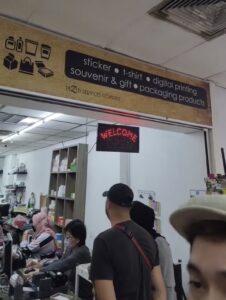 sticker • t-shirt • digital printing
souvenir & gift • packaging products
WELCOME